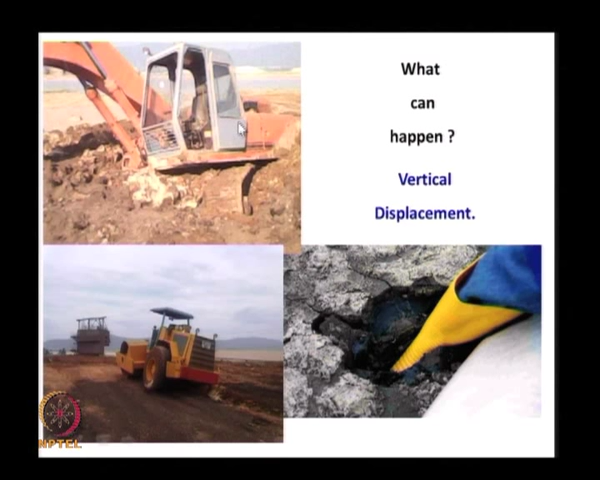 What
can
happen ?
Vertical
Displacement.
NPTEL